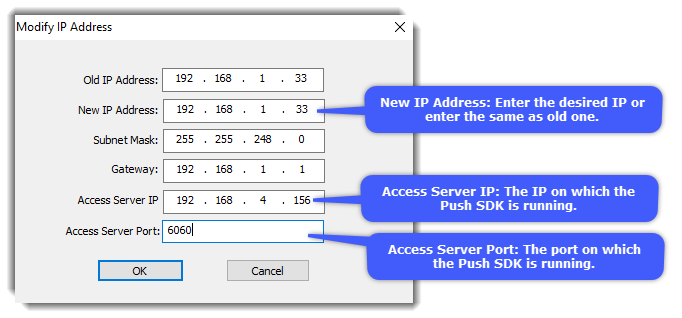 Modify IP Address
Old IP Address: 192 . 168 . 1 . 33
New IP Address: 192 . 168 . 1 . 33
New IP Address: Enter the desired IP or
enter the same as old one.
Subnet Mask: 255 . 255 . 248 . 0
Gateway: 192 . 168 . 1 . 1
Access Server IP 192 . 168 . 4 . 156
Access Server IP: The IP on which the
Push SDK is running.
Access Server Port: 6060
Access Server Port: The port on which
the Push SDK is running.
OK Cancel